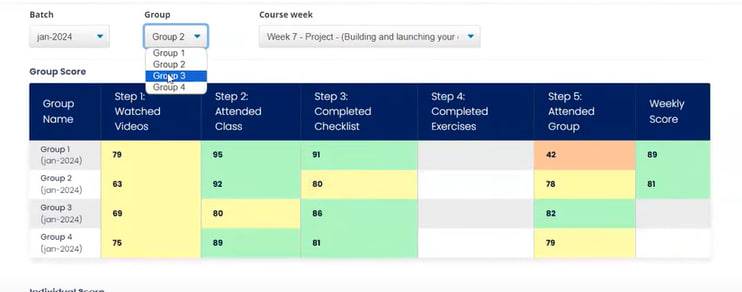 Batch Group Course week
jan-2024 Group 2 Week 7 - Project - (Building and launching your
Group 1
Group 2
Group 3
Group 4
Group Score
Group Name Step 1: Watched Videos Step 2: Attended Class Step 3: Completed Checklist Step 4: Completed Exercises Step 5: Attended Group Weekly Score
Group 1 (jan-2024) 79 95 91 42 89
Group 2 (jan-2024) 63 92 80 78 81
Group 3 (jan-2024) 69 80 86 82
Group 4 (jan-2024) 75 89 81 79
Individual Score